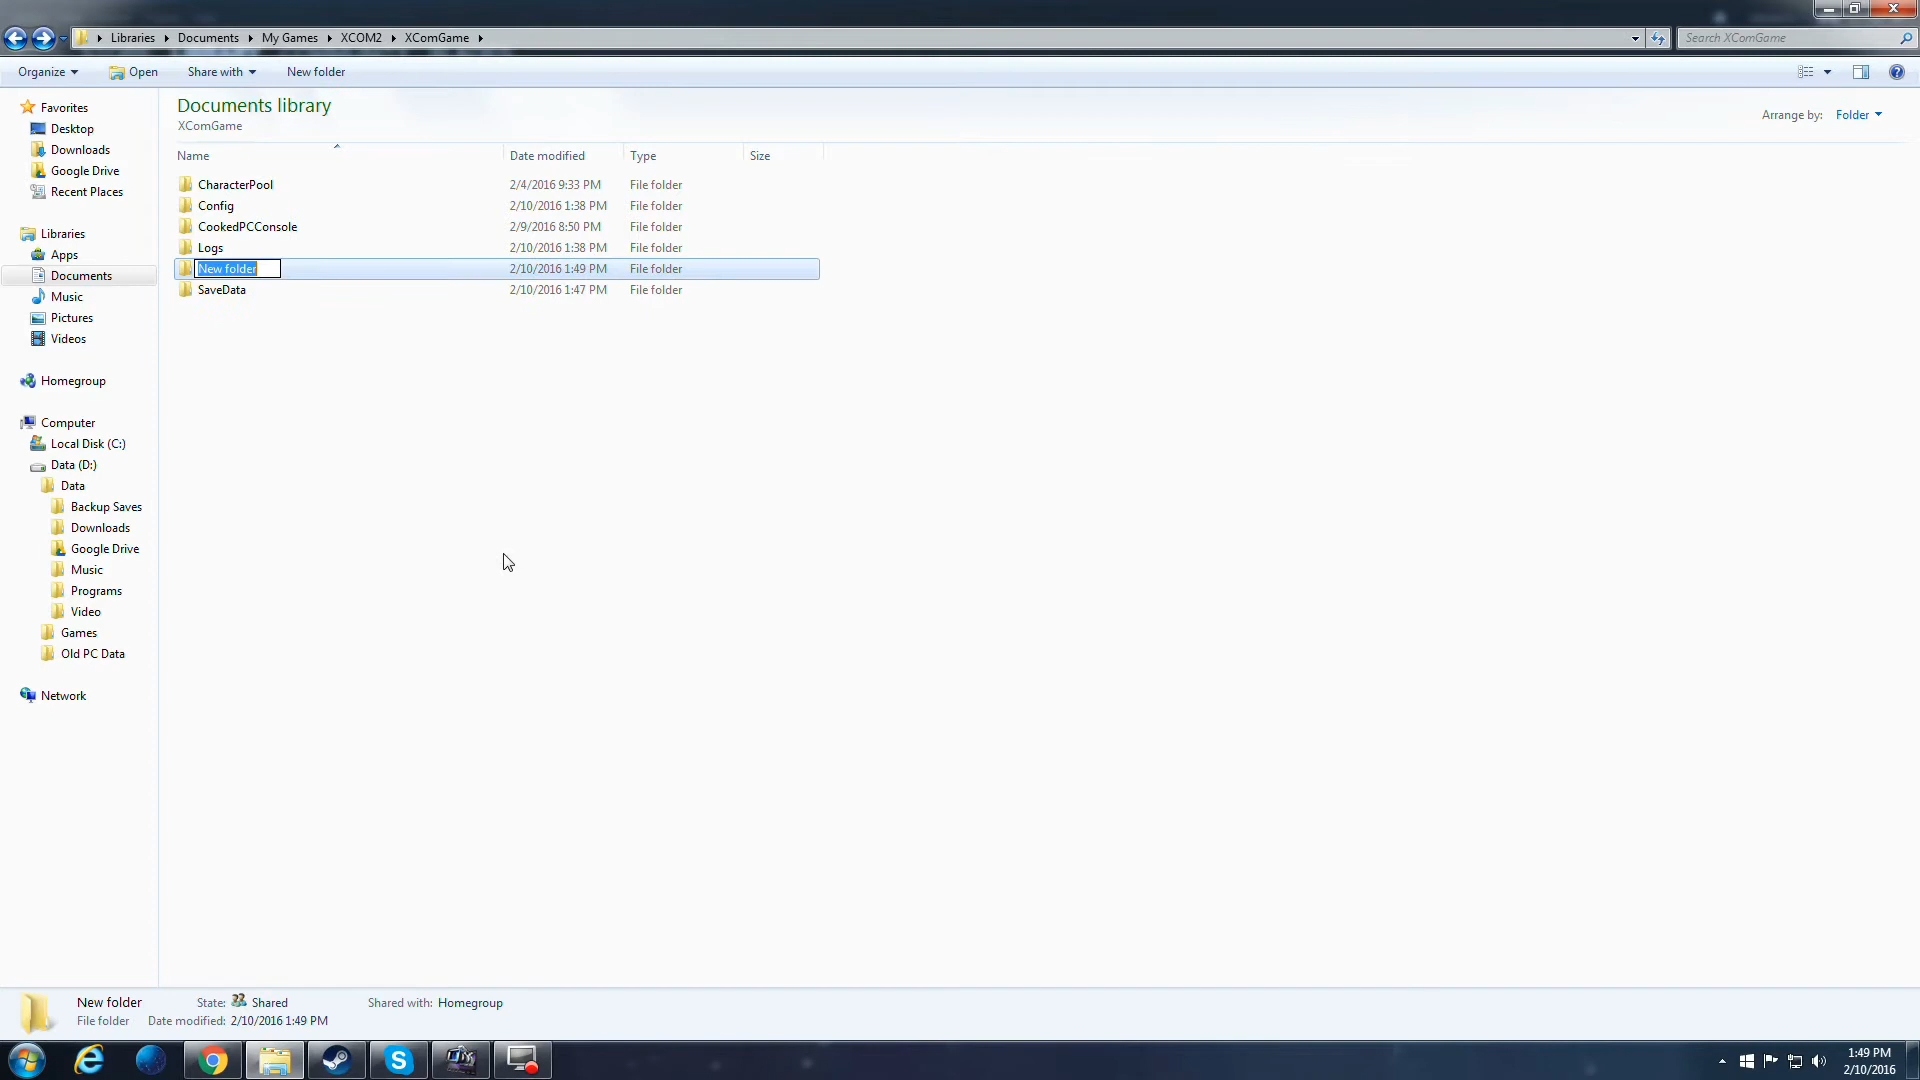 Libraries Documents My Games XCOM2 XComGame
Search XComGame
Organize Open Share with New folder
Favorites
Desktop
Downloads
Google Drive
Recent Places
Libraries
Apps
Documents
Music
Pictures
Videos
Homegroup
Computer
Local Disk (C:)
Data (D:)
Data
Backup Saves
Downloads
Google Drive
Music
Programs
Video
Games
Old PC Data
Network
Documents library
XComGame
Arrange by: Folder
Name Date modified Type Size
CharacterPool 2/4/2016 9:33 PM File folder
Config 2/10/2016 1:38 PM File folder
CookedPCConsole 2/9/2016 8:50 PM File folder
Logs 2/10/2016 1:38 PM File folder
New folder 2/10/2016 1:49 PM File folder
SaveData 2/10/2016 1:47 PM File folder
New folder State: Shared Shared with: Homegroup
File folder Date modified: 2/10/2016 1:49 PM
1:49 PM
2/10/2016